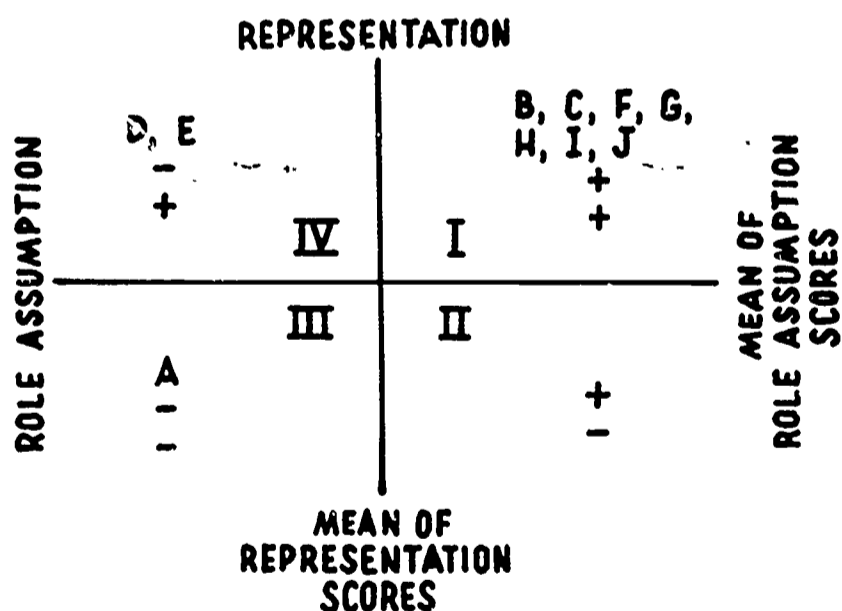 REPRESENTATION
D, E
-
+
B, C, F, G,
H, I, J
+
+
IV
I
ROLE ASSUMPTION
MEAN OF
ROLE ASSUMPTION
SCORES
III
II
A
-
-
+
-
MEAN OF
REPRESENTATION
SCORES